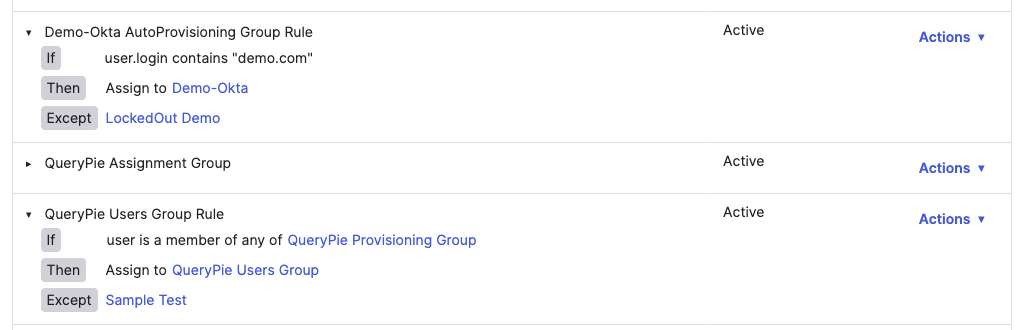 Demo-Okta AutoProvisioning Group Rule Active Actions ▼
If user.login contains "demo.com"
Then Assign to Demo-Okta
Except LockedOut Demo
QueryPie Assignment Group Active Actions ▼
QueryPie Users Group Rule Active Actions ▼
If user is a member of any of QueryPie Provisioning Group
Then Assign to QueryPie Users Group
Except Sample Test